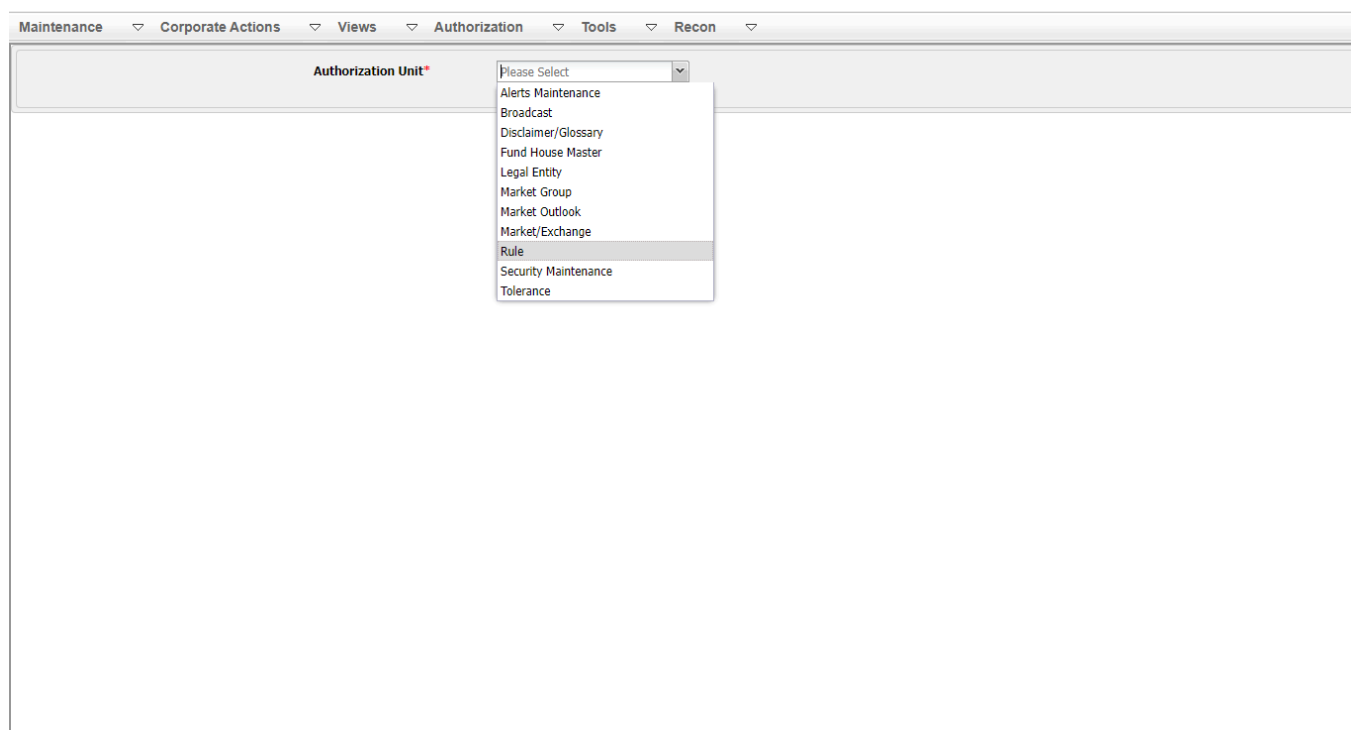 Maintenance Corporate Actions Views Authorization Tools Recon
Authorization Unit* Please Select
Alerts Maintenance
Broadcast
Disclaimer/Glossary
Fund House Master
Legal Entity
Market Group
Market Outlook
Market/Exchange
Rule
Security Maintenance
Tolerance